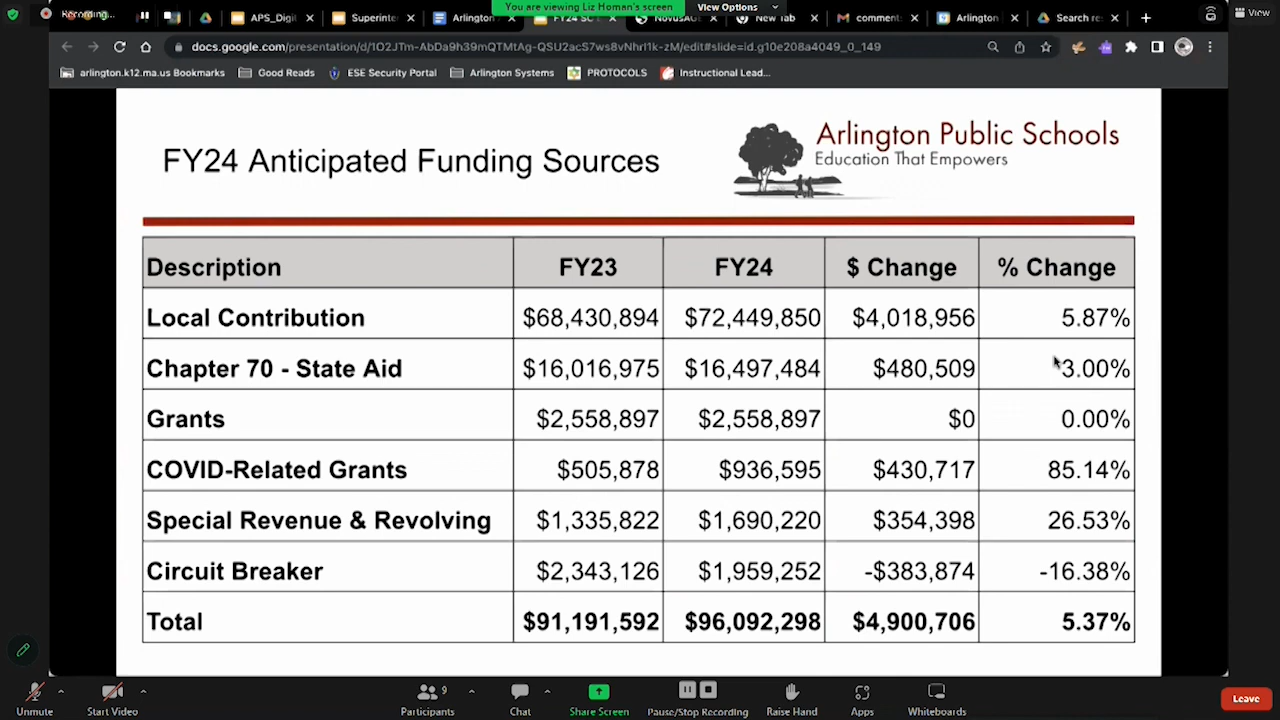 Recording...
You are viewing Liz Homan's screen
View Options
View
APS_Digi
Superinte
Arlington
FY24 SC B
NovusAG
New Tab
comment
Arlington
Search re
docs.google.com/presentation/d/1O2JTm-AbDa9h39mQTMtAg-QSU2acS7ws8vNhrl1k-zM/edit#slide=id.g10e208a4049_0_149
arlington.k12.ma.us Bookmarks
Good Reads
ESE Security Portal
Arlington Systems
PROTOCOLS
Instructional Lead...
FY24 Anticipated Funding Sources
Arlington Public Schools
Education That Empowers
Description FY23 FY24 $ Change % Change
Local Contribution $68,430,894 $72,449,850 $4,018,956 5.87%
Chapter 70 - State Aid $16,016,975 $16,497,484 $480,509 3.00%
Grants $2,558,897 $2,558,897 $0 0.00%
COVID-Related Grants $505,878 $936,595 $430,717 85.14%
Special Revenue & Revolving $1,335,822 $1,690,220 $354,398 26.53%
Circuit Breaker $2,343,126 $1,959,252 -$383,874 -16.38%
Total $91,191,592 $96,092,298 $4,900,706 5.37%
9
Unmute
Start Video
Participants
Chat
Share Screen
Pause/Stop Recording
Raise Hand
Apps
Whiteboards
Leave